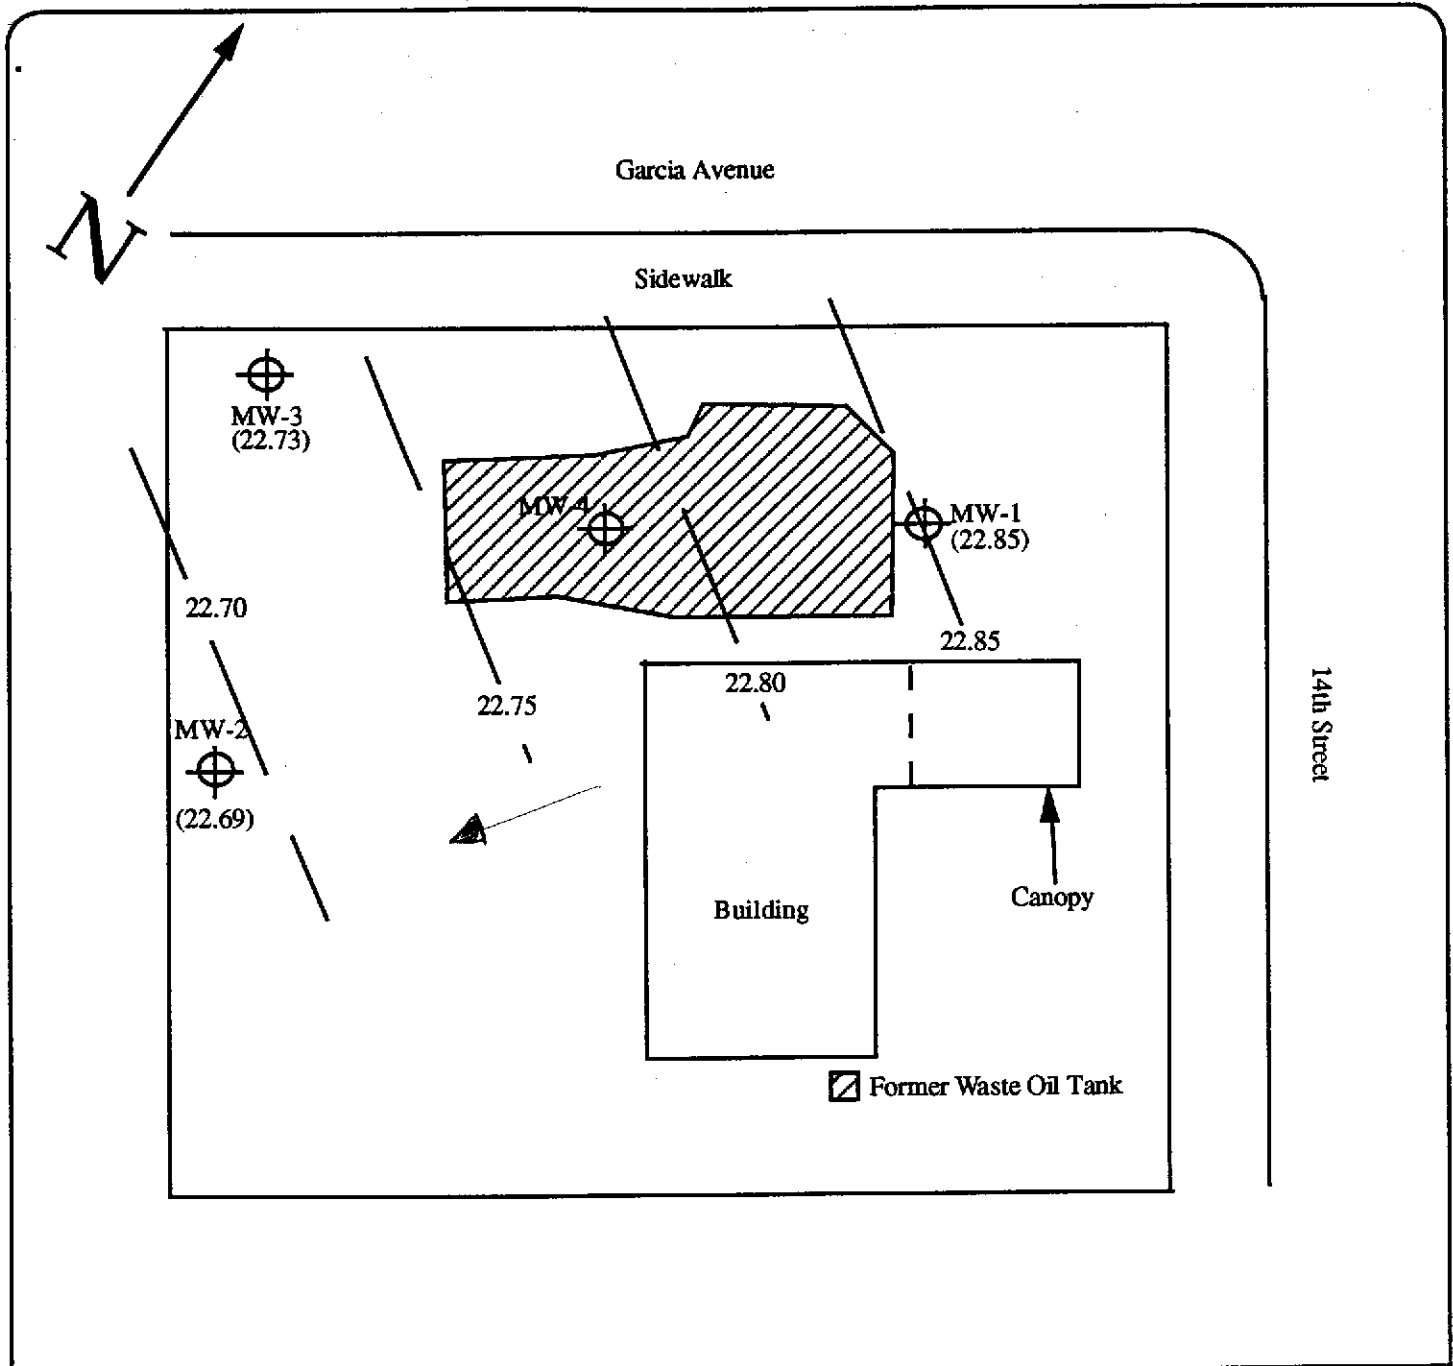 Garcia Avenue
N
Sidewalk
MW-3
(22.73)
MW-4
MW-1
(22.85)
22.70
22.85
22.80
22.75
14th Street
MW-2
(22.69)
Canopy
Building
Former Waste Oil Tank